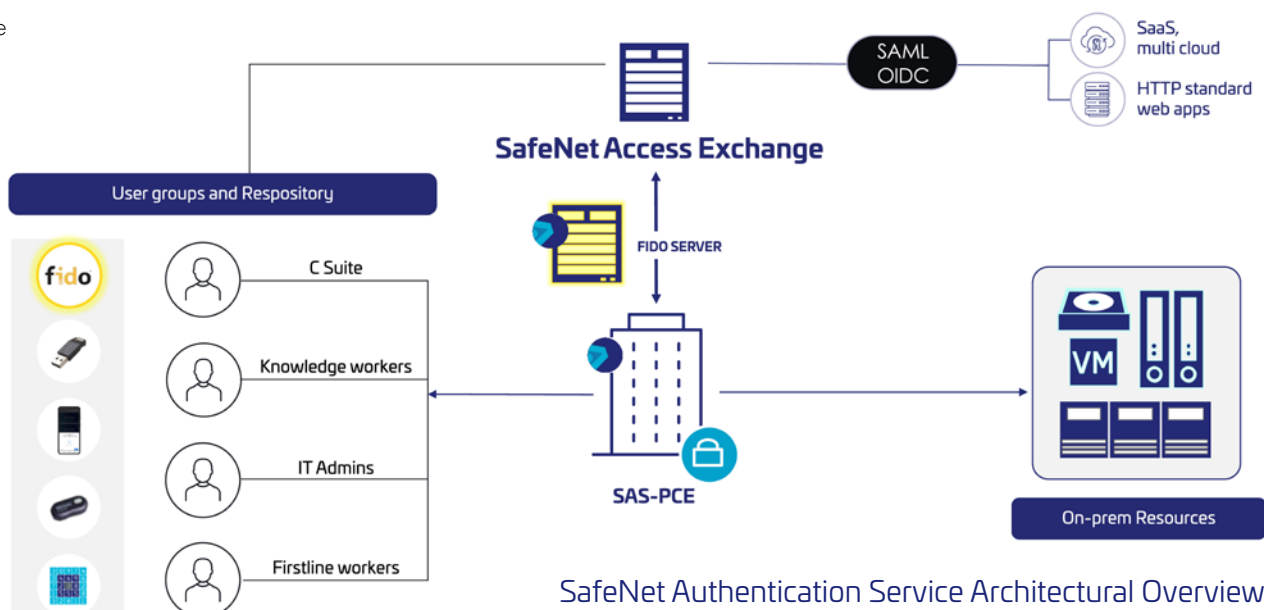 e
SAML
OIDC
SaaS,
multi cloud
HTTP standard
web apps
SafeNet Access Exchange
User groups and Respository
FIDO SERVER
fido
C Suite
Knowledge workers
IT Admins
Firstline workers
VM
SAS-PCE
On-prem Resources
SafeNet Authentication Service Architectural Overview